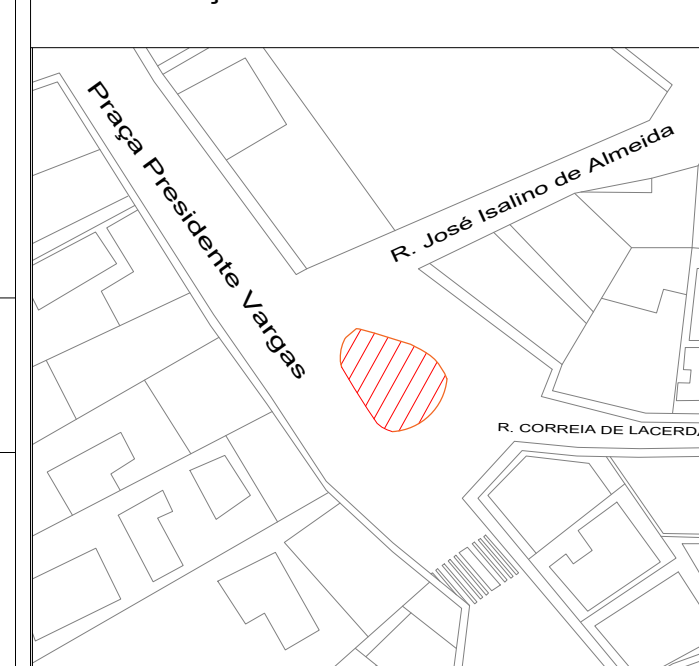 Praça Presidente Vargas
R. José Isalino de Almeida
R. CORREIA DE LACERDA